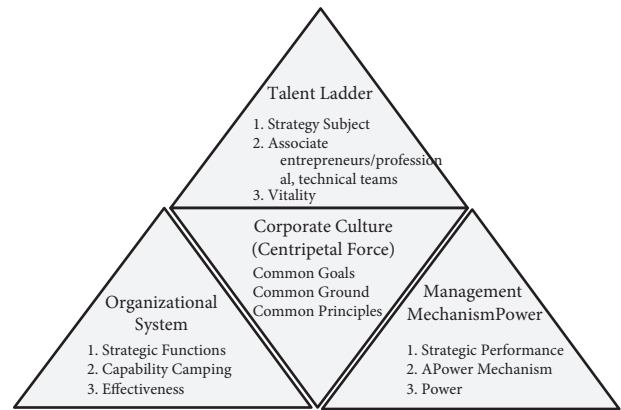 Talent Ladder
1. Strategy Subject
2. Associate
entrepreneurs/profession
al, technical teams
3. Vitality
Corporate Culture
(Centripetal Force)
Common Goals
Common Ground
Common Principles
Organizational
System
1. Strategic Functions
2. Capability Camping
3. Effectiveness
Management
MechanismPower
1. Strategic Performance
2. APower Mechanism
3. Power